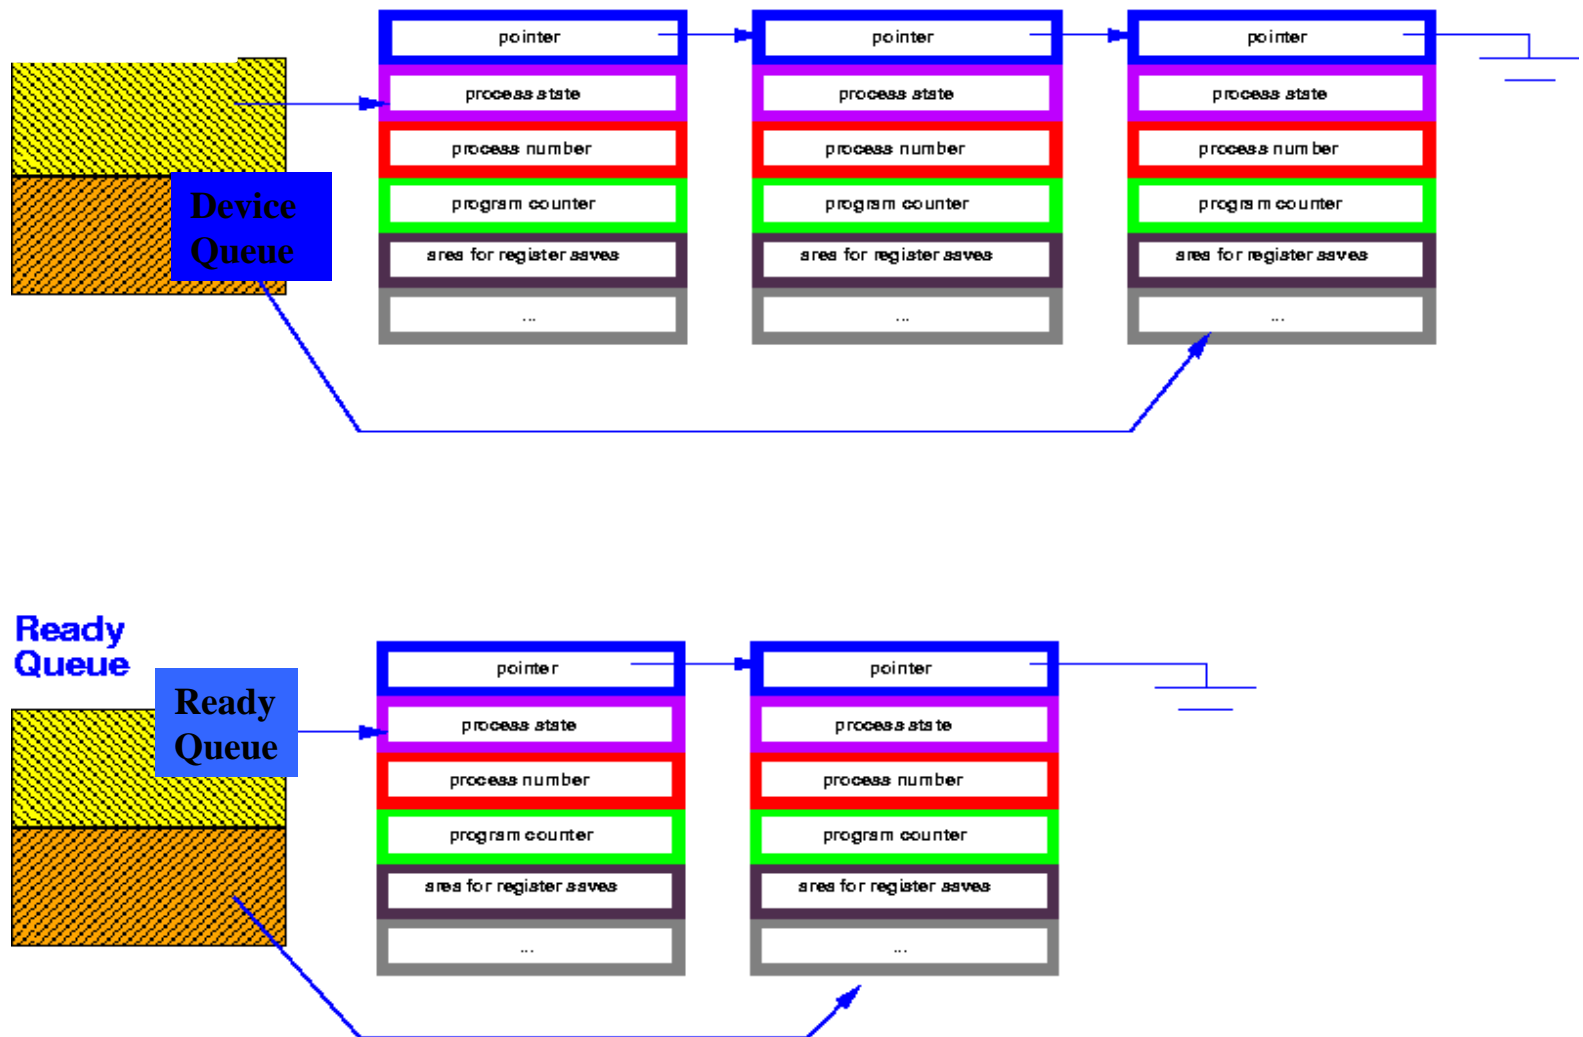 pointer
pointer
pointer
process state
process state
process state
process number
process number
process number
Device
Queue
program counter
program counter
program counter
area for register saves
area for register saves
area for register saves
...
...
...
Ready
Queue
Ready
Queue
pointer
pointer
process state
process state
process number
process number
program counter
program counter
area for register saves
area for register saves
...
...